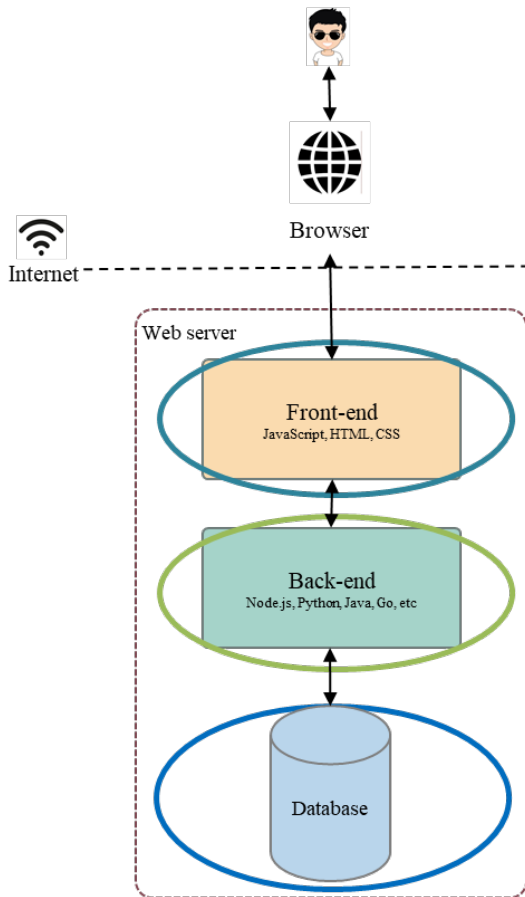 Browser
Internet
Web server
Front-end
JavaScript, HTML, CSS
Back-end
Node.js, Python, Java, Go, etc
Database